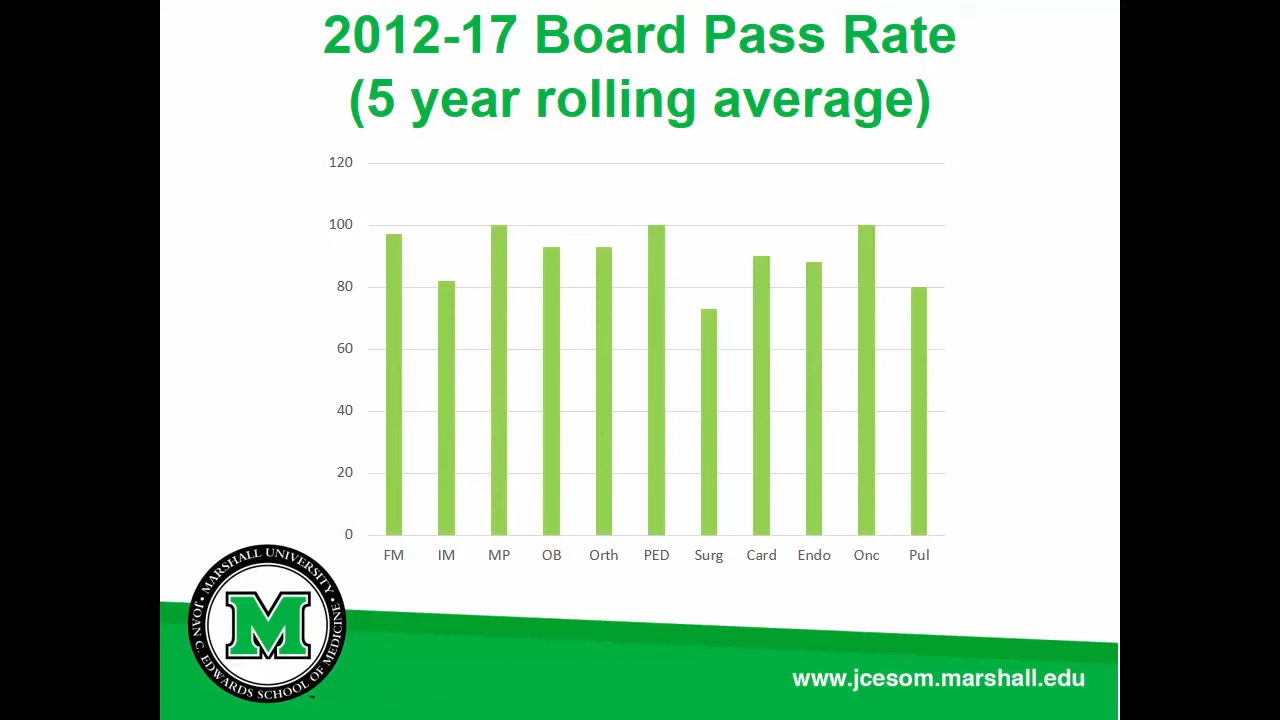 2012-17 Board Pass Rate
(5 year rolling average)
120
100
80
60
40
20
0
FM IM MP OB Orth PED Surg Card Endo Onc Pul
MARSHALL UNIVERSITY
M
JOAN C. EDWARDS SCHOOL OF MEDICINE
™
www.jcesom.marshall.edu